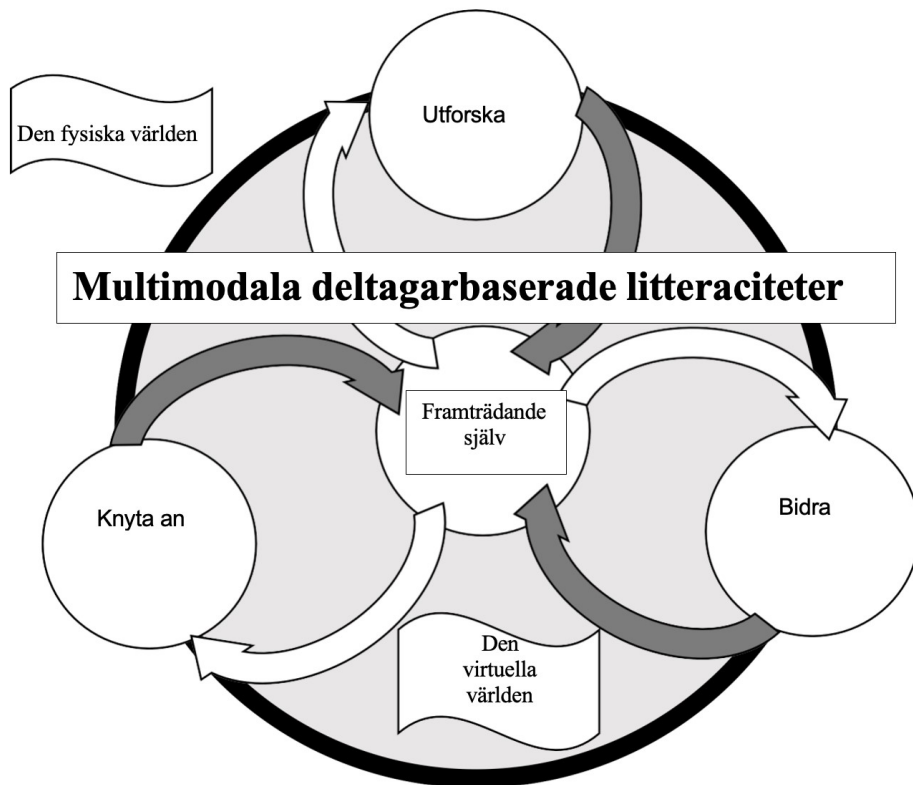 Utforska
Den fysiska världen
Multimodala deltagarbaserade litteraciteter
Framträdande
själv
Knyta an
Bidra
Den
virtuella
världen